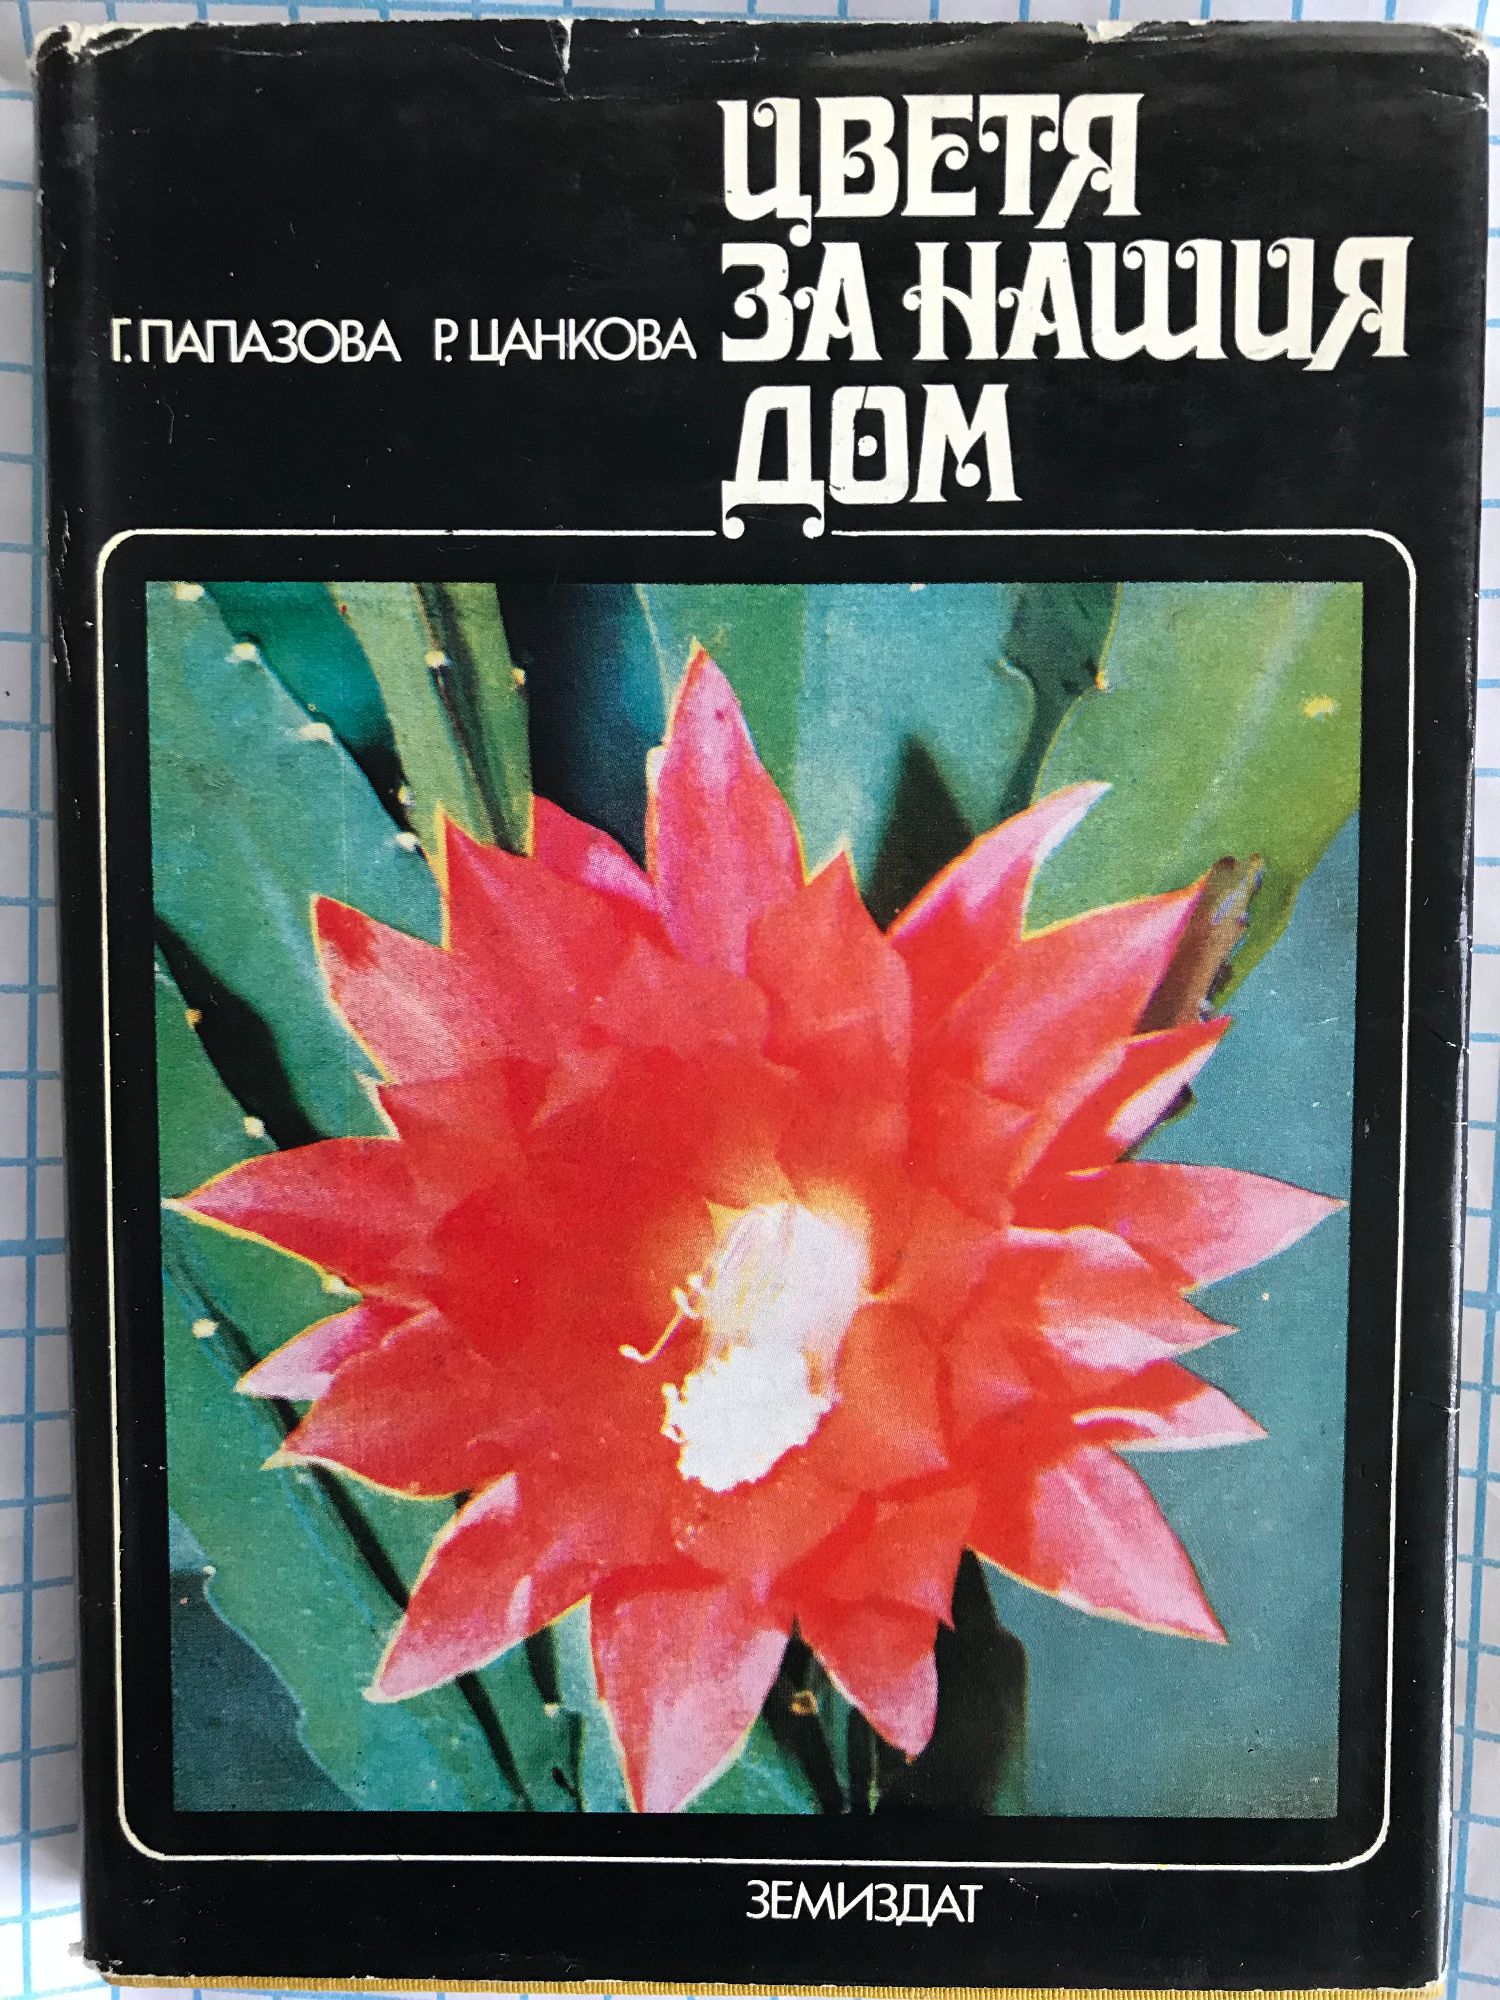 ЦВЕТЯ
ЗА НАШИЯ
ДОМ
Г. ПАПАЗОВА Р. ЦАНКОВА
ЗЕМИЗДАТ